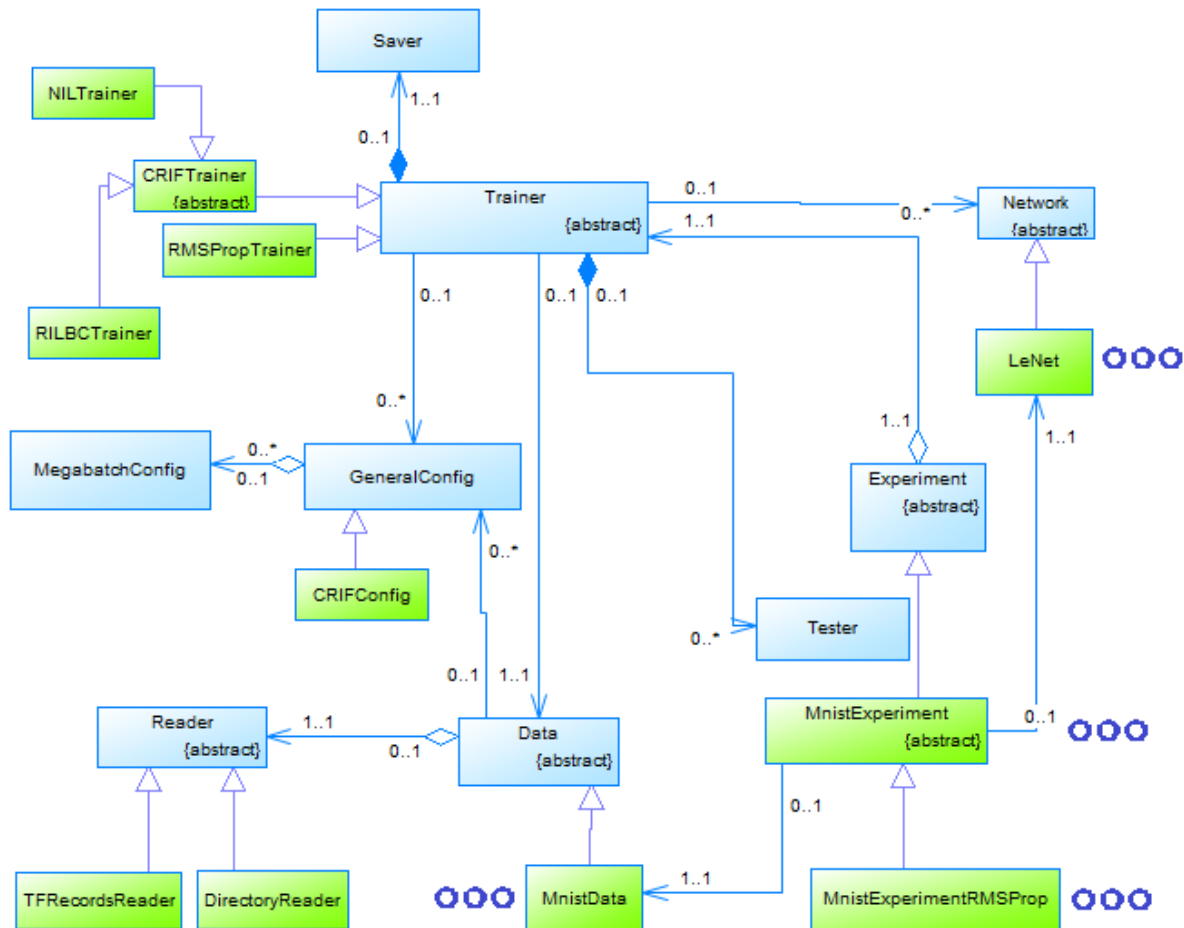 Saver
NILTrainer
1..1
0..1
CRIFTrainer
{abstract}
Trainer
{abstract}
0..1
0..*
1..1
Network
{abstract}
RMSPropTrainer
0..1
0..1
0..1
RILBCTrainer
LeNet
0..*
1..1
1..1
MegabatchConfig
0..*
0..1
GeneralConfig
Experiment
{abstract}
0..*
CRIFConfig
Tester
0..*
0..1
1..1
Reader
{abstract}
1..1
0..1
Data
{abstract}
MnistExperiment
{abstract}
0..1
0..1
TFRecordsReader
DirectoryReader
MnistData
1..1
MnistExperimentRMSProp